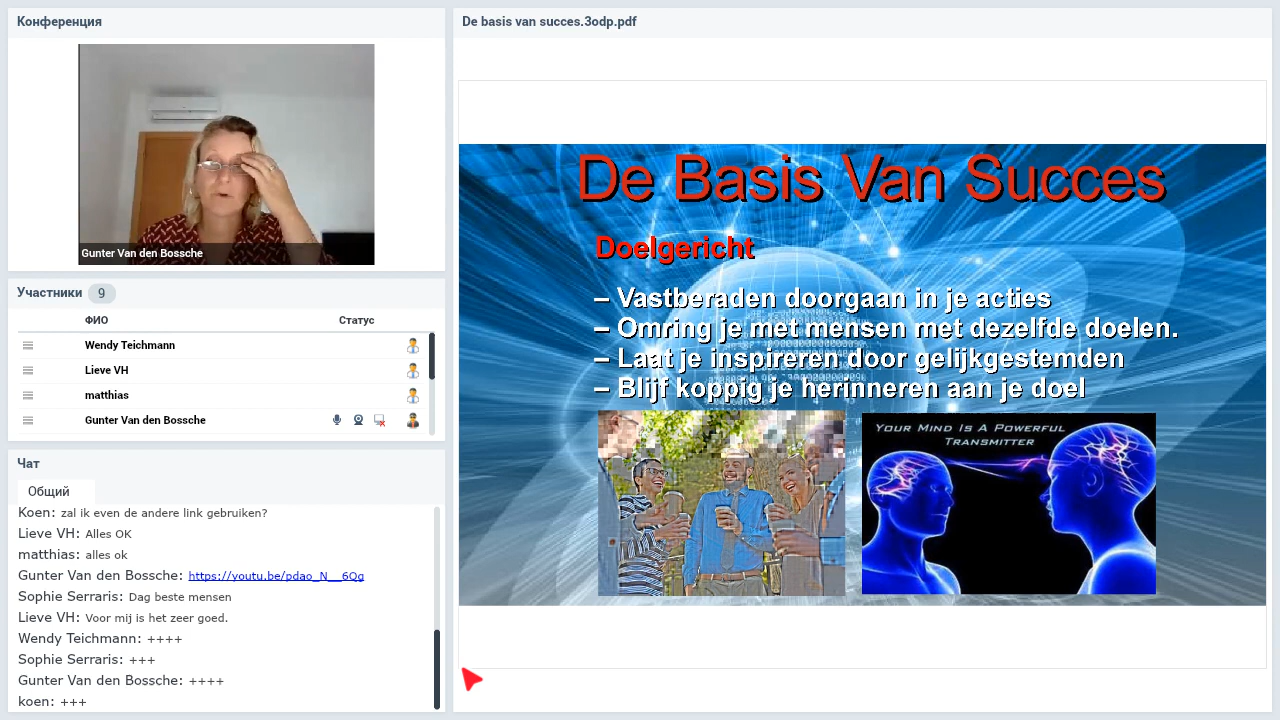 Конференция
Gunter Van den Bossche
Участники 9
ФИО Статус
Wendy Teichmann
Lieve VH
matthias
Gunter Van den Bossche
Чат
Общий
Koen: zal ik even de andere link gebruiken?
Lieve VH: Alles OK
matthias: alles ok
Gunter Van den Bossche: https://youtu.be/pdao_N__6Qg
Sophie Serraris: Dag beste mensen
Lieve VH: Voor mij is het zeer goed.
Wendy Teichmann: ++++
Sophie Serraris: +++
Gunter Van den Bossche: ++++
koen: +++
De basis van succes.3odp.pdf
De Basis Van Succes
Doelgericht
– Vastberaden doorgaan in je acties
– Omring je met mensen met dezelfde doelen.
– Laat je inspireren door gelijkgestemden
– Blijf koppig je herinneren aan je doel
Your Mind Is A Powerful
Transmitter